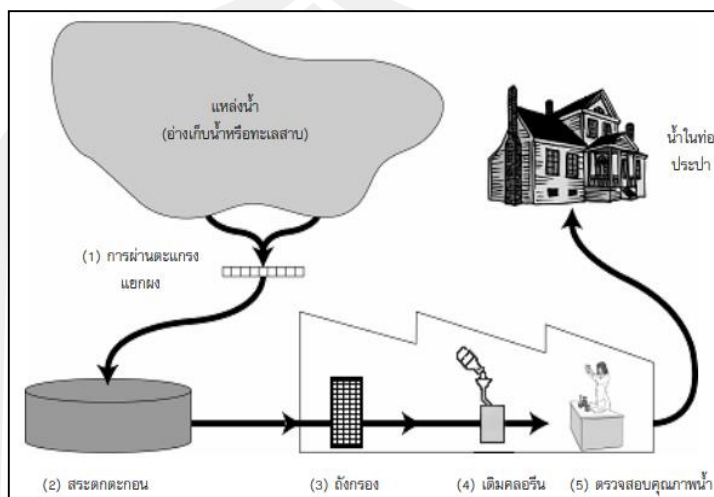 แหล่งน้ำ
(อ่างเก็บน้ำหรือทะเลสาบ)
น้ำในท่อ
ประปา
(1) การผ่านตะแกรง
แยกผง
(2) สระตกตะกอน
(3) ถังกรอง
(4) เติมคลอรีน
(5) ตรวจสอบคุณภาพน้ำ